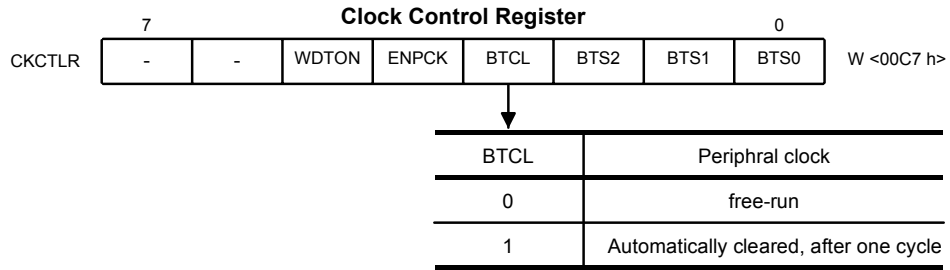 Clock Control Register
7 0
CKCTLR - - WDTON ENPCK BTCL BTS2 BTS1 BTS0 W <00C7 h>
BTCL Periphral clock
0 free-run
1 Automatically cleared, after one cycle